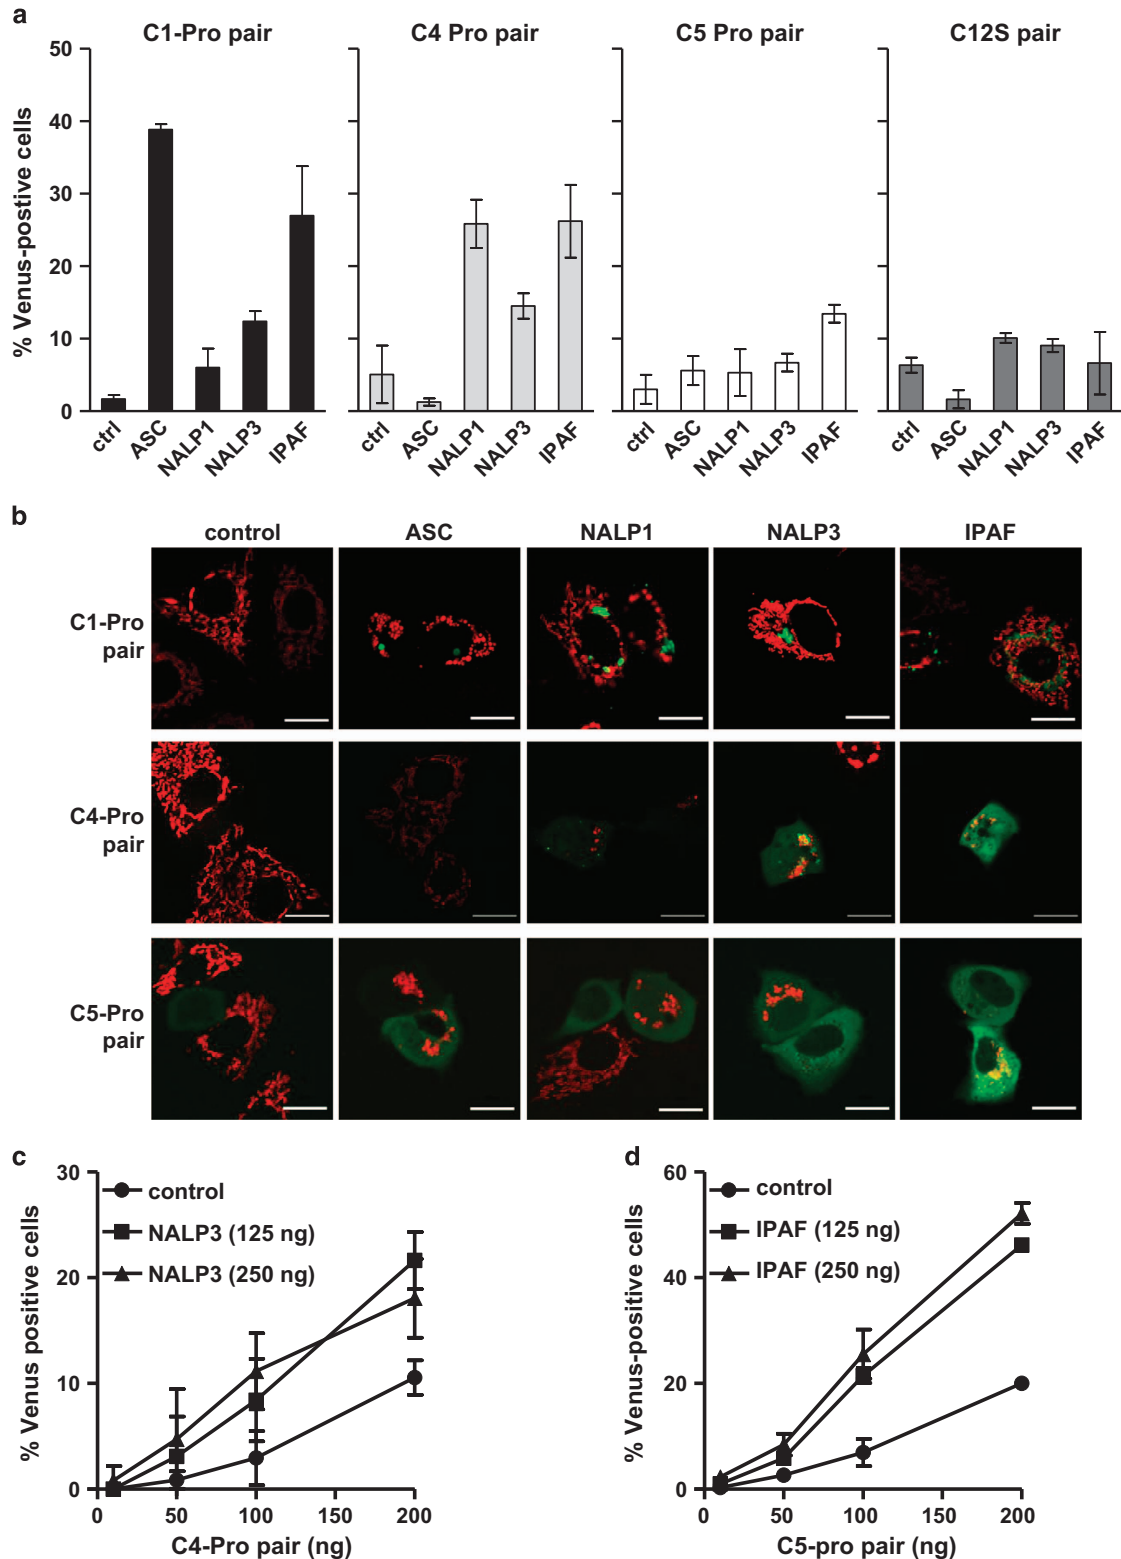 a
C1-Pro pair
C4 Pro pair
C5 Pro pair
C12S pair
% Venus-postive cells
50
40
30
20
10
0
ctrl
ASC
NALP1
NALP3
IPAF
ctrl
ASC
NALP1
NALP3
IPAF
ctrl
ASC
NALP1
NALP3
IPAF
ctrl
ASC
NALP1
NALP3
IPAF
b
control
ASC
NALP1
NALP3
IPAF
C1-Pro
pair
C4-Pro
pair
C5-Pro
pair
c
% Venus positive cells
30
20
10
0
control
NALP3 (125 ng)
NALP3 (250 ng)
0
50
100
150
200
C4-Pro pair (ng)
d
% Venus-positive cells
60
40
20
0
control
IPAF (125 ng)
IPAF (250 ng)
0
50
100
150
200
C5-pro pair (ng)